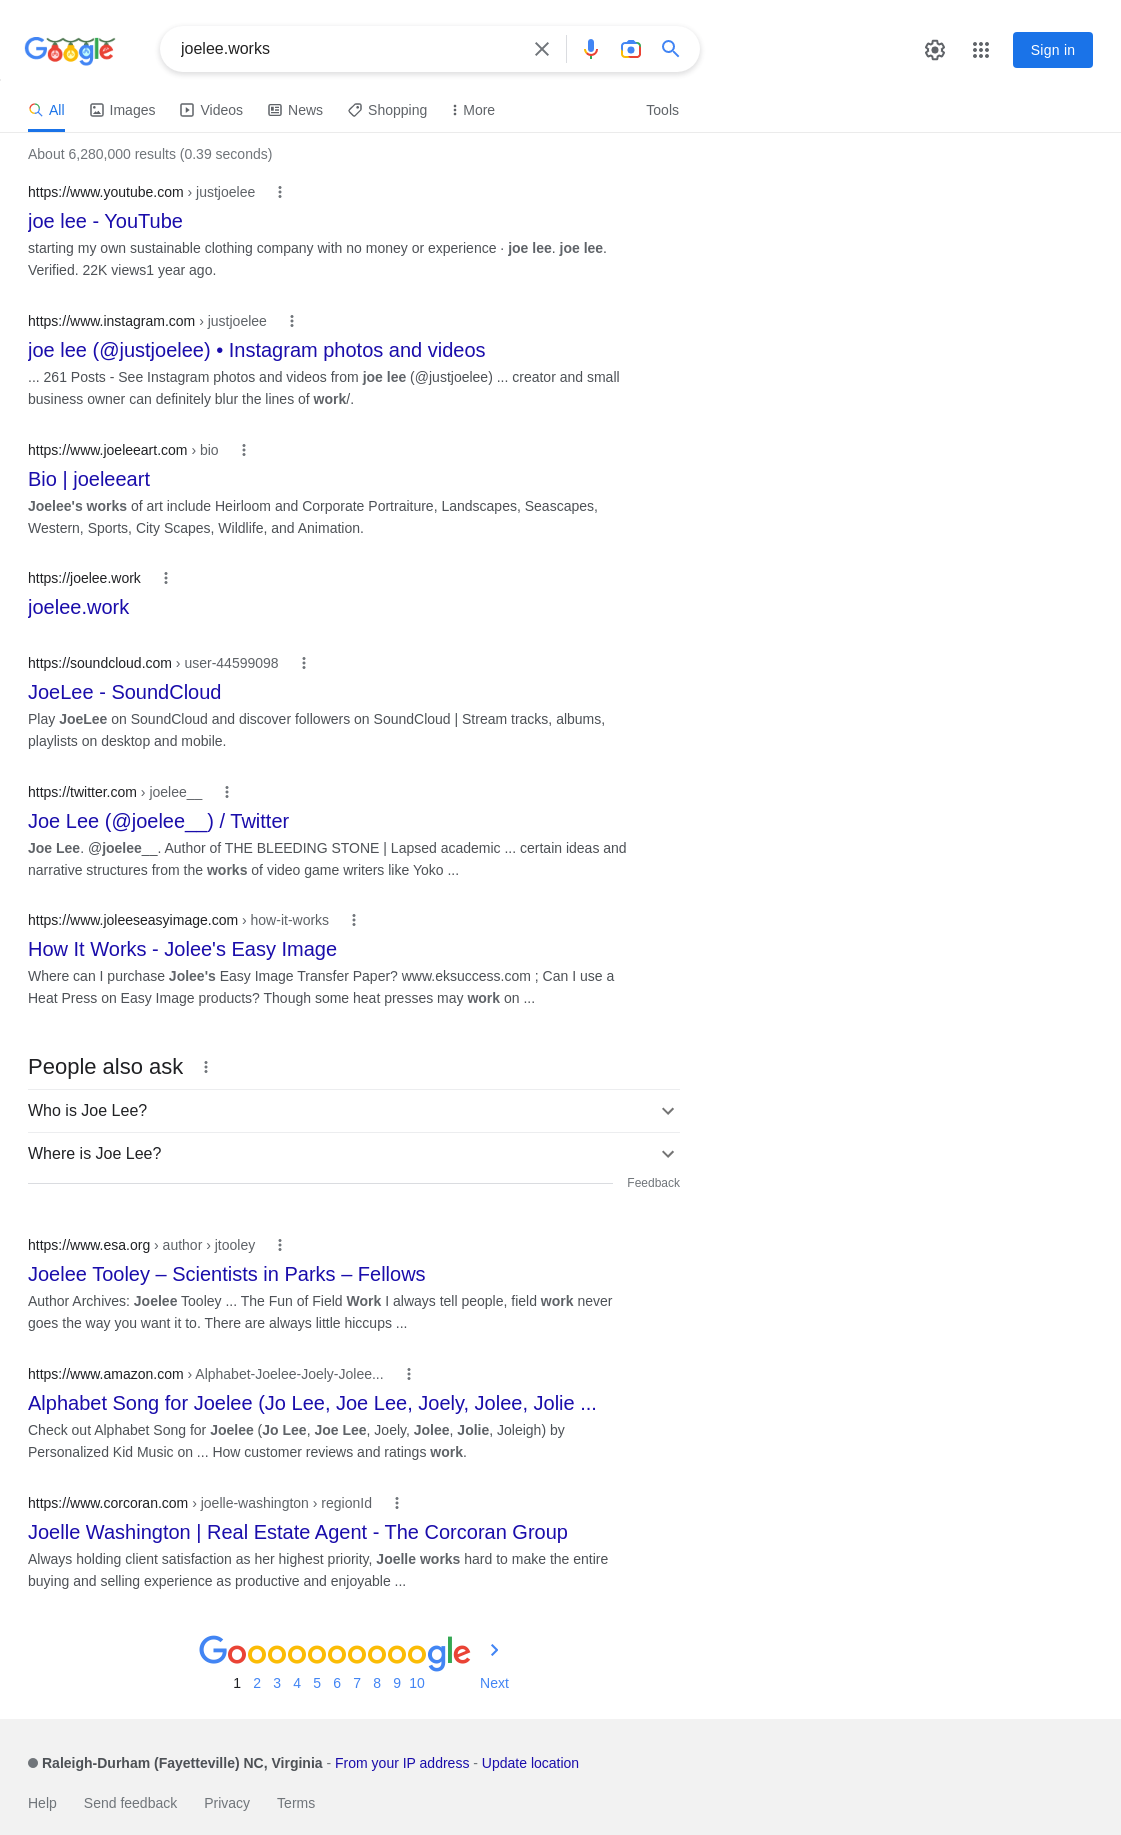 Google
joelee.works
Sign in
All Images Videos News Shopping More Tools
About 6,280,000 results (0.39 seconds)
https://www.youtube.com › justjoelee
joe lee - YouTube
starting my own sustainable clothing company with no money or experience · joe lee. joe lee.
Verified. 22K views1 year ago.
https://www.instagram.com › justjoelee
joe lee (@justjoelee) • Instagram photos and videos
... 261 Posts - See Instagram photos and videos from joe lee (@justjoelee) ... creator and small
business owner can definitely blur the lines of work/.
https://www.joeleeart.com › bio
Bio | joeleeart
Joelee's works of art include Heirloom and Corporate Portraiture, Landscapes, Seascapes,
Western, Sports, City Scapes, Wildlife, and Animation.
https://joelee.work
joelee.work
https://soundcloud.com › user-44599098
JoeLee - SoundCloud
Play JoeLee on SoundCloud and discover followers on SoundCloud | Stream tracks, albums,
playlists on desktop and mobile.
https://twitter.com › joelee__
Joe Lee (@joelee__) / Twitter
Joe Lee. @joelee__. Author of THE BLEEDING STONE | Lapsed academic ... certain ideas and
narrative structures from the works of video game writers like Yoko ...
https://www.joleeseasyimage.com › how-it-works
How It Works - Jolee's Easy Image
Where can I purchase Jolee's Easy Image Transfer Paper? www.eksuccess.com ; Can I use a
Heat Press on Easy Image products? Though some heat presses may work on ...
People also ask
Who is Joe Lee?
Where is Joe Lee?
Feedback
https://www.esa.org › author › jtooley
Joelee Tooley – Scientists in Parks – Fellows
Author Archives: Joelee Tooley ... The Fun of Field Work I always tell people, field work never
goes the way you want it to. There are always little hiccups ...
https://www.amazon.com › Alphabet-Joelee-Joely-Jolee...
Alphabet Song for Joelee (Jo Lee, Joe Lee, Joely, Jolee, Jolie ...
Check out Alphabet Song for Joelee (Jo Lee, Joe Lee, Joely, Jolee, Jolie, Joleigh) by
Personalized Kid Music on ... How customer reviews and ratings work.
https://www.corcoran.com › joelle-washington › regionId
Joelle Washington | Real Estate Agent - The Corcoran Group
Always holding client satisfaction as her highest priority, Joelle works hard to make the entire
buying and selling experience as productive and enjoyable ...
Goooooooooogle
1 2 3 4 5 6 7 8 9 10 Next
Raleigh-Durham (Fayetteville) NC, Virginia - From your IP address - Update location
Help Send feedback Privacy Terms